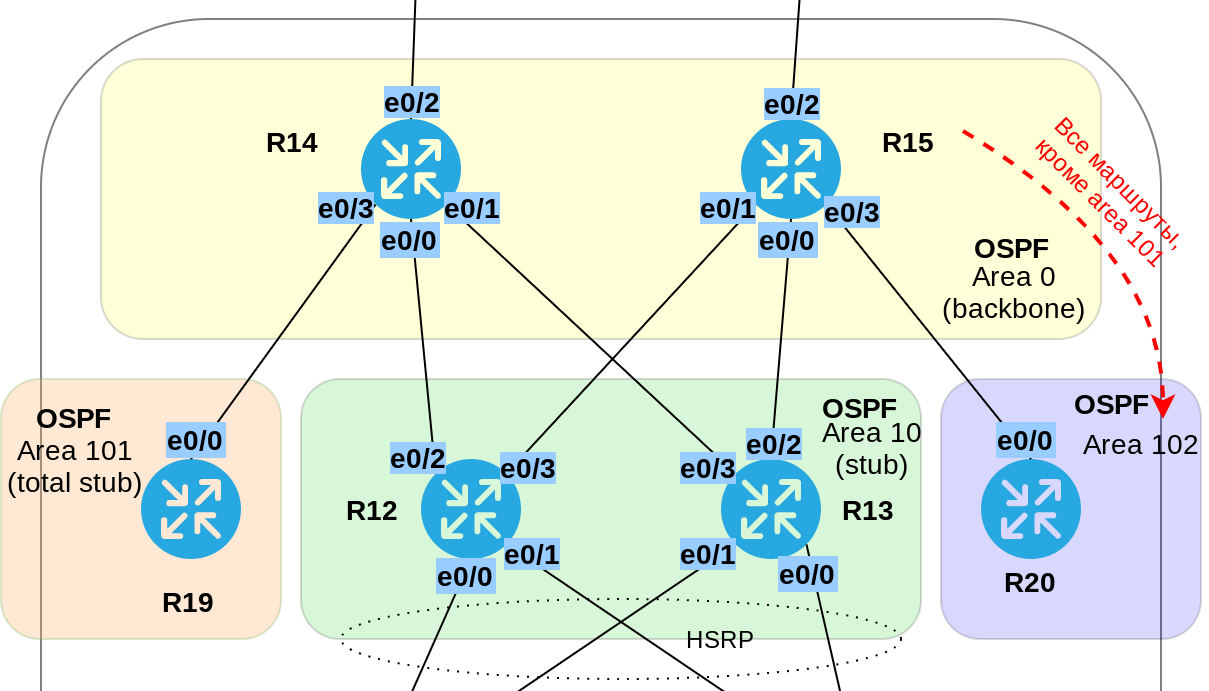 e0/2
e0/2
R14
R15
Все маршруты,
кроме area 101
e0/3
e0/1
e0/0
e0/1
e0/3
e0/0
OSPF
Area 0
(backbone)
OSPF
Area 101
(total stub)
e0/0
R19
e0/2
e0/3
R12
e0/1
e0/0
e0/3
e0/2
OSPF
Area 10
(stub)
R13
e0/1
e0/0
HSRP
OSPF
Area 102
e0/0
R20